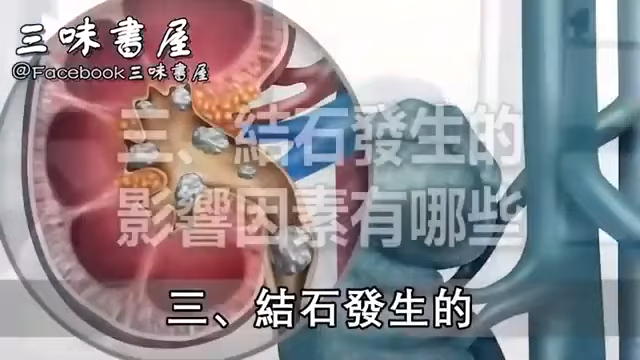 三味書屋
@Facebook三味書屋
三、結石發生的
影響因素有哪些
三、結石發生的